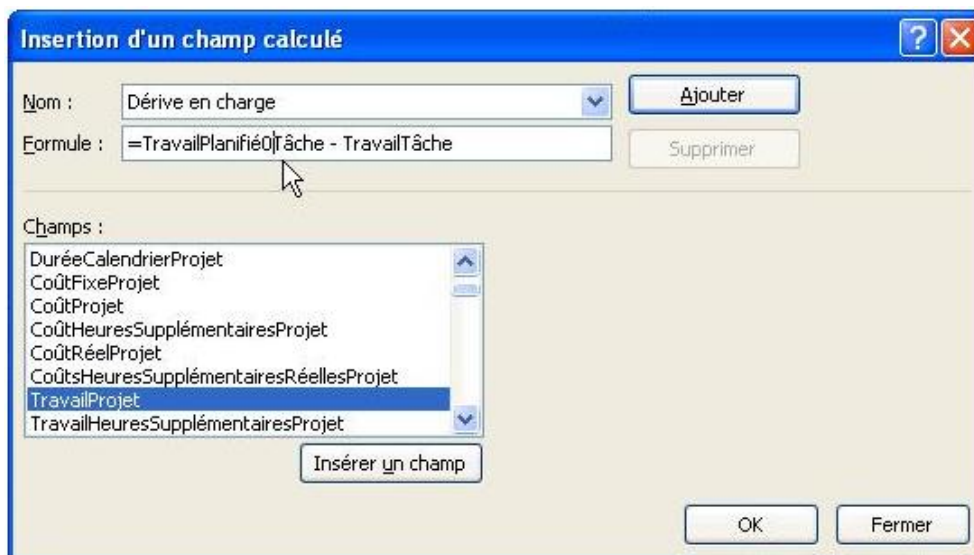 Insertion d'un champ calculé
Nom : Dérive en charge Ajouter
Formule : =TravailPlanifié0Tâche - TravailTâche Supprimer
Champs :
DuréeCalendrierProjet
CoûtFixeProjet
CoûtProjet
CoûtHeuresSupplémentairesProjet
CoûtRéelProjet
CoûtsHeuresSupplémentairesRéellesProjet
TravailProjet
TravailHeuresSupplémentairesProjet
Insérer un champ
OK Fermer